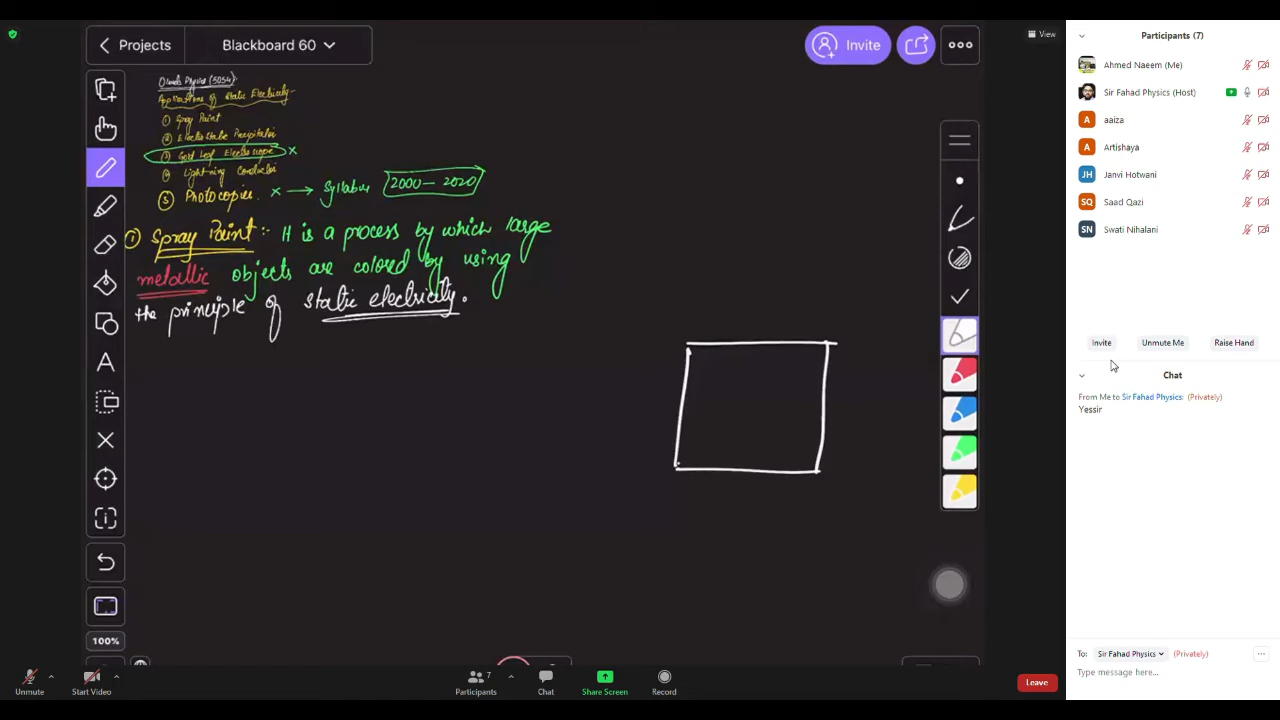 Projects
Blackboard 60
Invite
View
O Levels Physics (5054)
Applications of Static Electricity
① Spray Paint
② Electrostatic Precipitator
③ Gold Leaf Electroscope x
④ Lightning Conductor
⑤ Photocopier. x → Syllabus 2000 - 2020
① Spray Paint :- It is a process by which large
metallic objects are colored by using
the principle of static electricity.
A
100%
Participants (7)
Ahmed Naeem (Me)
Sir Fahad Physics (Host)
A aaiza
A Artishaya
JH Janvi Hotwani
SQ Saad Qazi
SN Swati Nihalani
Invite
Unmute Me
Raise Hand
Chat
From Me to Sir Fahad Physics: (Privately)
Yessir
To: Sir Fahad Physics (Privately)
Type message here...
Unmute
Start Video
7
Participants
Chat
Share Screen
Record
Leave